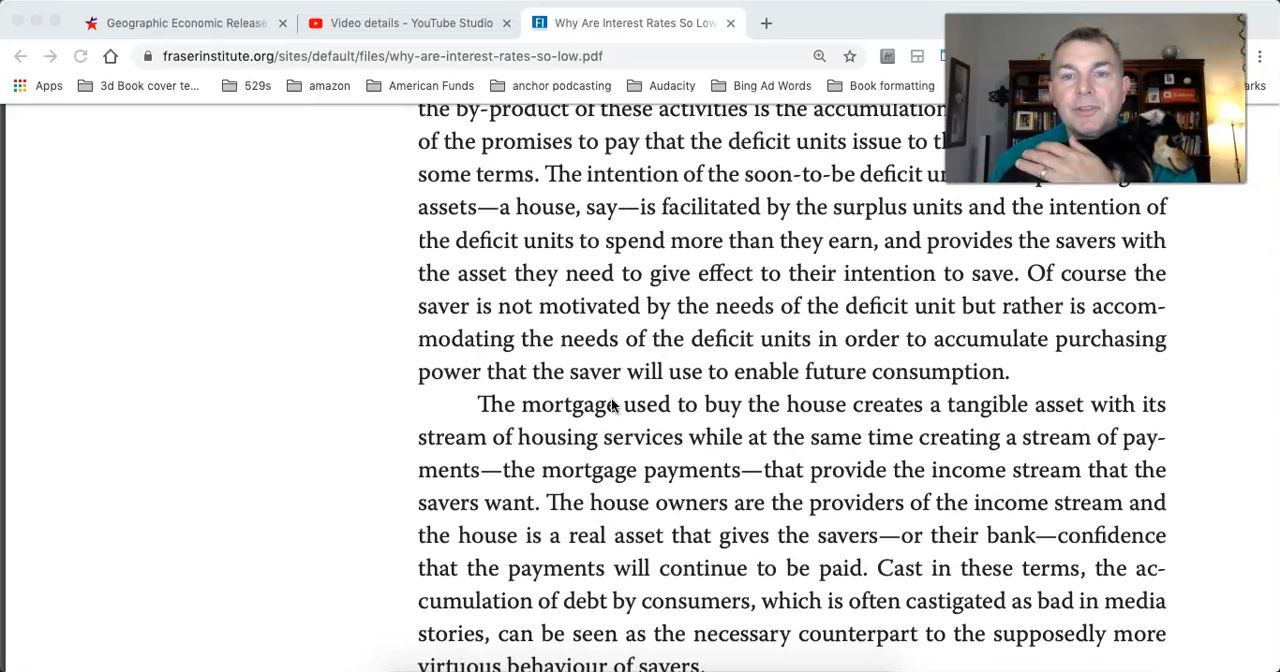 Geographic Economic Release
Video details - YouTube Studio
FI
Why Are Interest Rates So Low
fraserinstitute.org/sites/default/files/why-are-interest-rates-so-low.pdf
Apps
3d Book cover te...
529s
amazon
American Funds
anchor podcasting
Audacity
Bing Ad Words
Book formatting
arks
the by-product of these activities is the accumulation
of the promises to pay that the deficit units issue to
some terms. The intention of the soon-to-be deficit
assets—a house, say—is facilitated by the surplus units and the intention of
the deficit units to spend more than they earn, and provides the savers with
the asset they need to give effect to their intention to save. Of course the
saver is not motivated by the needs of the deficit unit but rather is accom-
modating the needs of the deficit units in order to accumulate purchasing
power that the saver will use to enable future consumption.
The mortgage used to buy the house creates a tangible asset with its
stream of housing services while at the same time creating a stream of pay-
ments—the mortgage payments—that provide the income stream that the
savers want. The house owners are the providers of the income stream and
the house is a real asset that gives the savers—or their bank—confidence
that the payments will continue to be paid. Cast in these terms, the ac-
cumulation of debt by consumers, which is often castigated as bad in media
stories, can be seen as the necessary counterpart to the supposedly more
virtuous behaviour of savers.